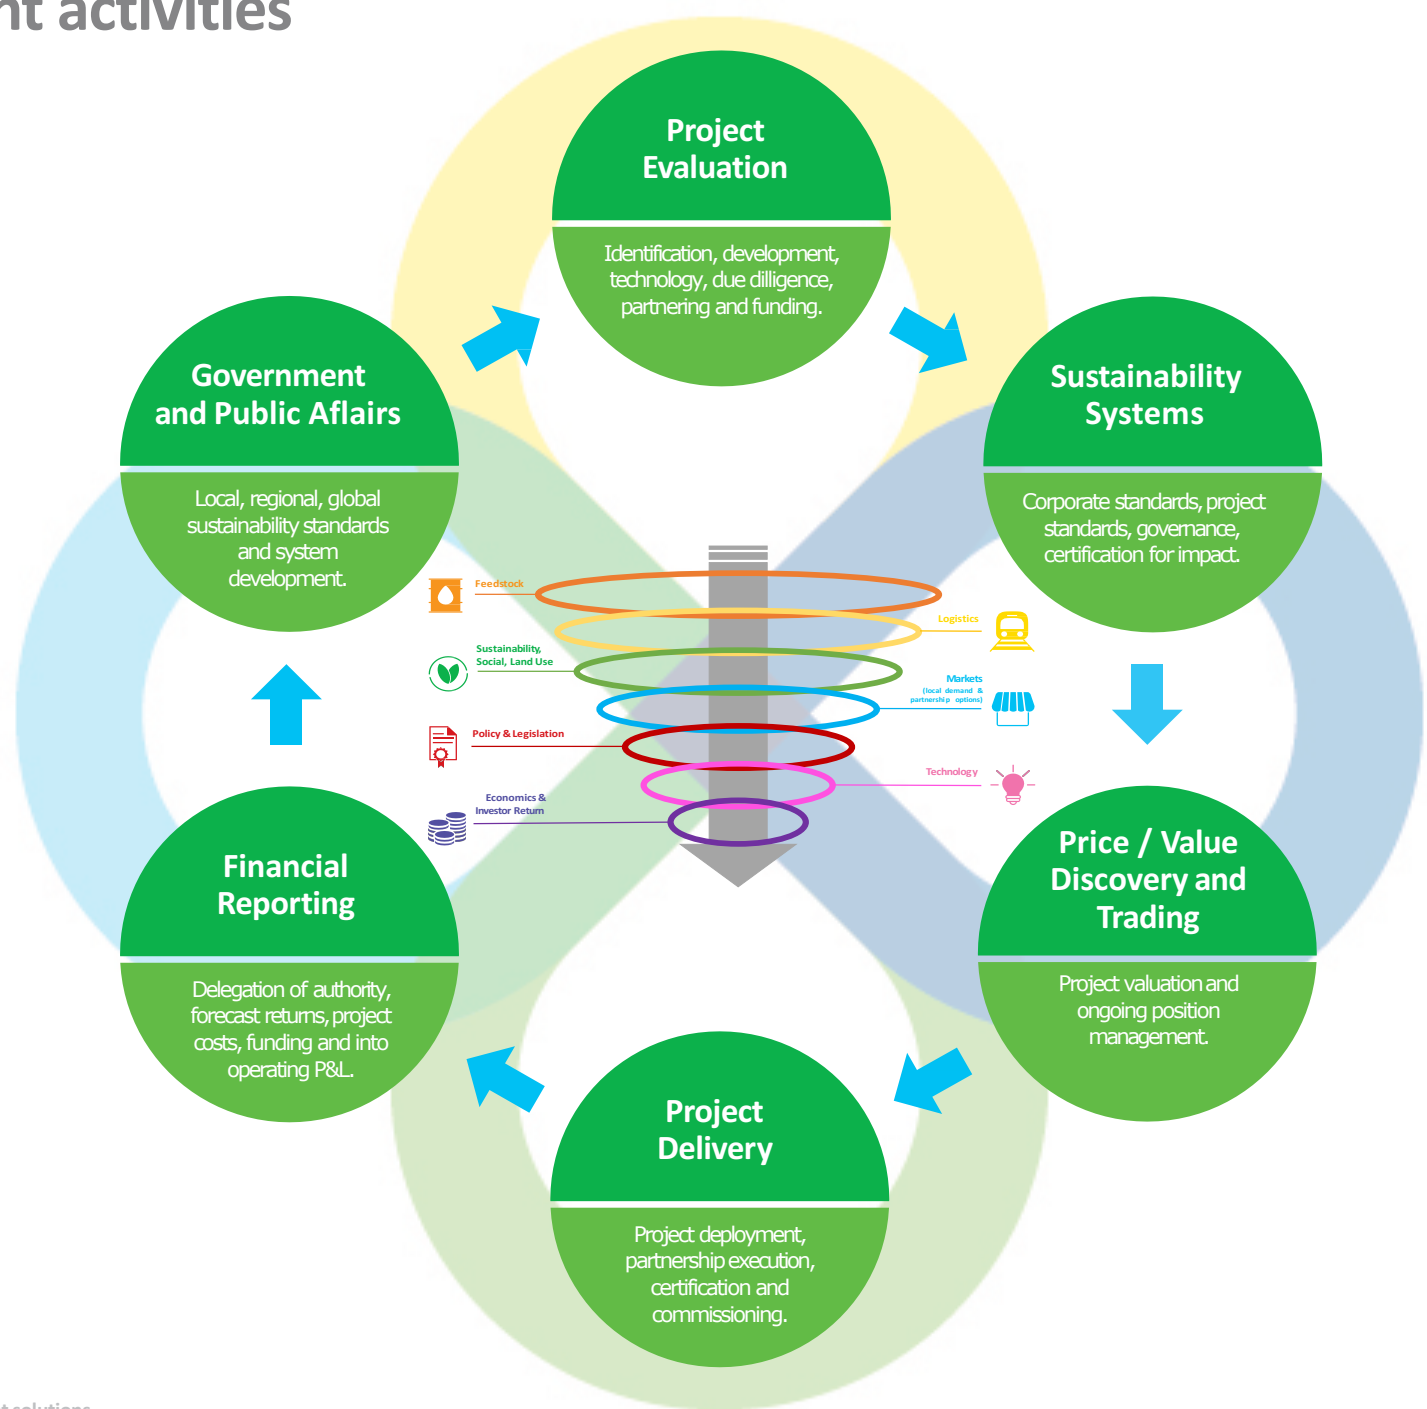 nt activities
Project
Evaluation
Identification, development,
technology, due dilligence,
partnering and funding.
Government
and Public Aflairs
Local, regional, global
sustainability standards
and system
development.
Sustainability
Systems
Corporate standards, project
standards, governance,
certification for impact.
Feedstock
Logistics
Sustainability,
Social, Land Use
Markets
(local demand &
partnership options)
Policy & Legislation
Technology
Economics &
Investor Return
Financial
Reporting
Delegation of authority,
forecast returns, project
costs, funding and into
operating P&L.
Price / Value
Discovery and
Trading
Project valuation and
ongoing position
management.
Project
Delivery
Project deployment,
partnership execution,
certification and
commissioning.
t solutions